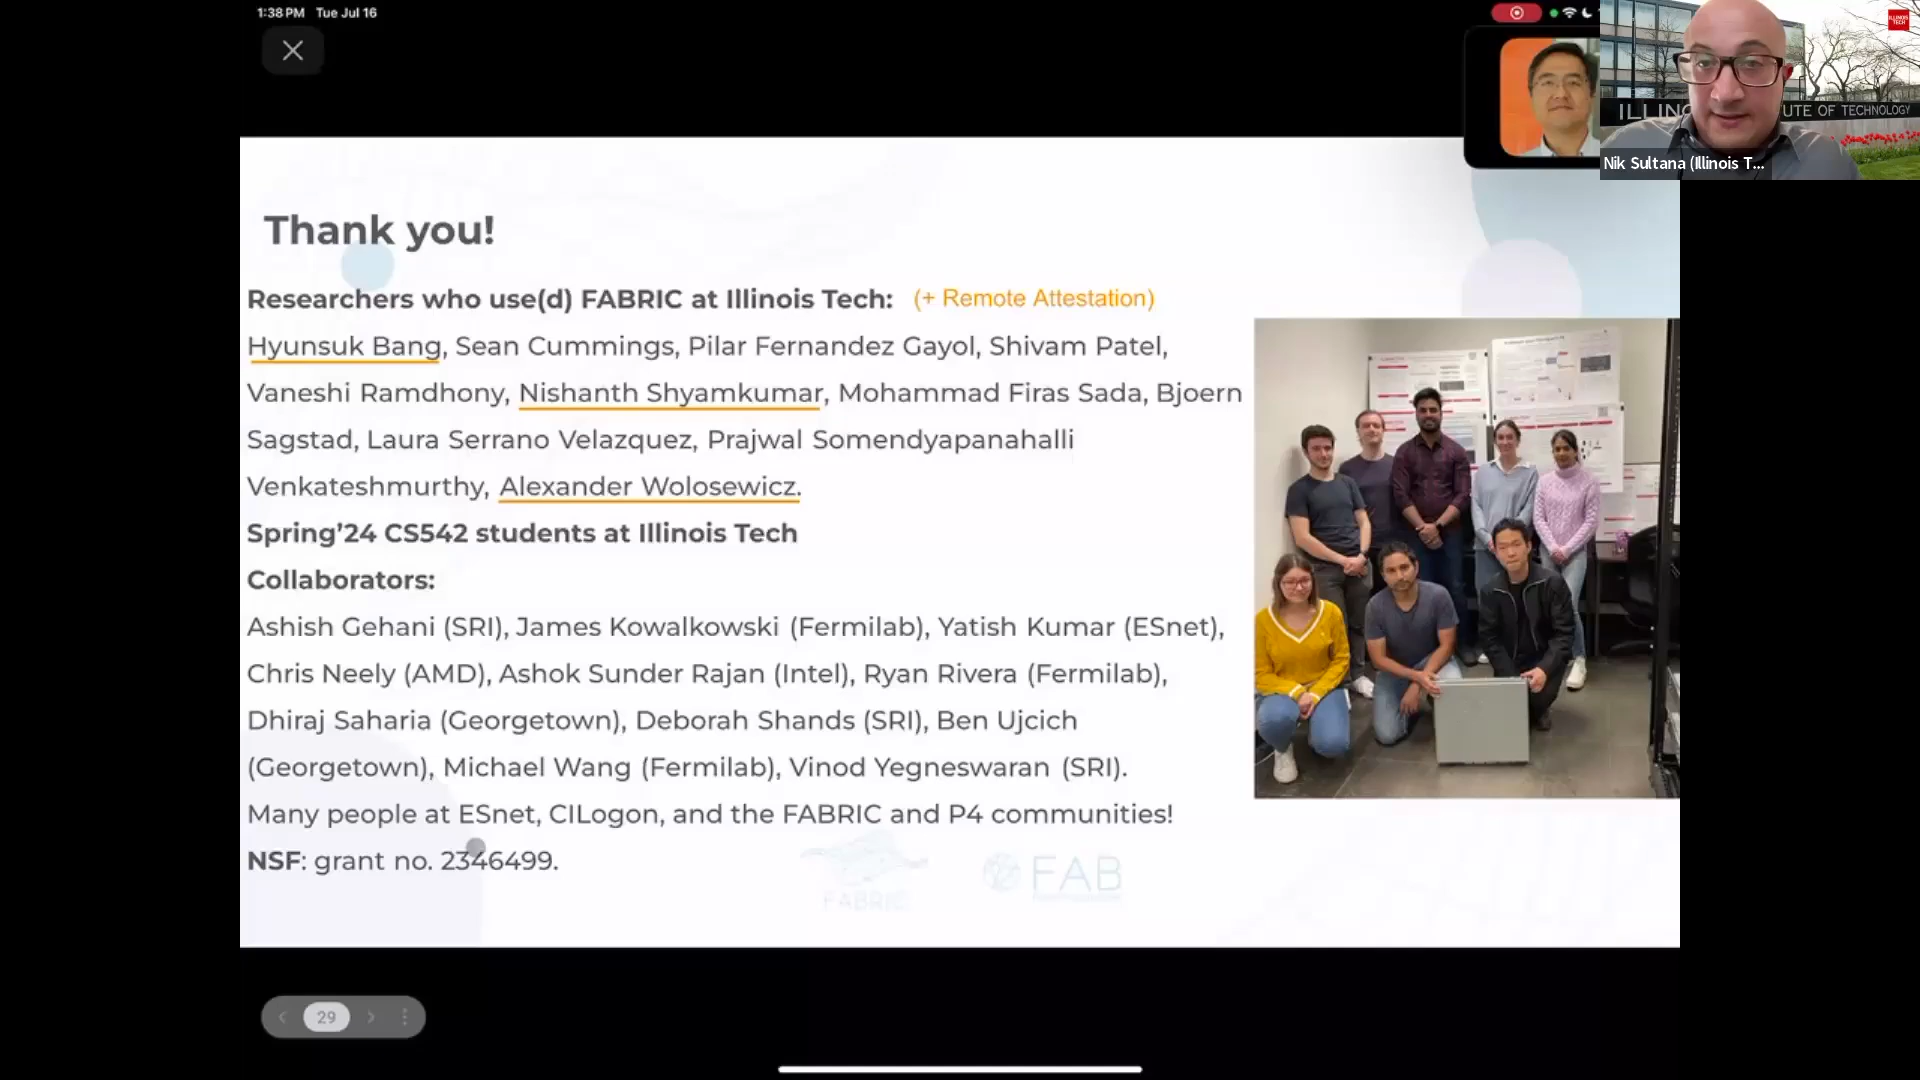 1:38 PM Tue Jul 16
ILLINOIS TECH
ILLIN UTE OF TECHNOLOGY
Nik Sultana (Illinois T...
Thank you!
Researchers who use(d) FABRIC at Illinois Tech: (+ Remote Attestation)
Hyunsuk Bang, Sean Cummings, Pilar Fernandez Gayol, Shivam Patel,
Vaneshi Ramdhony, Nishanth Shyamkumar, Mohammad Firas Sada, Bjoern
Sagstad, Laura Serrano Velazquez, Prajwal Somendyapanahalli
Venkateshmurthy, Alexander Wolosewicz.
Spring’24 CS542 students at Illinois Tech
Collaborators:
Ashish Gehani (SRI), James Kowalkowski (Fermilab), Yatish Kumar (ESnet),
Chris Neely (AMD), Ashok Sunder Rajan (Intel), Ryan Rivera (Fermilab),
Dhiraj Saharia (Georgetown), Deborah Shands (SRI), Ben Ujcich
(Georgetown), Michael Wang (Fermilab), Vinod Yegneswaran (SRI).
Many people at ESnet, CILogon, and the FABRIC and P4 communities!
NSF: grant no. 2346499.
FABRIC
FAB
29